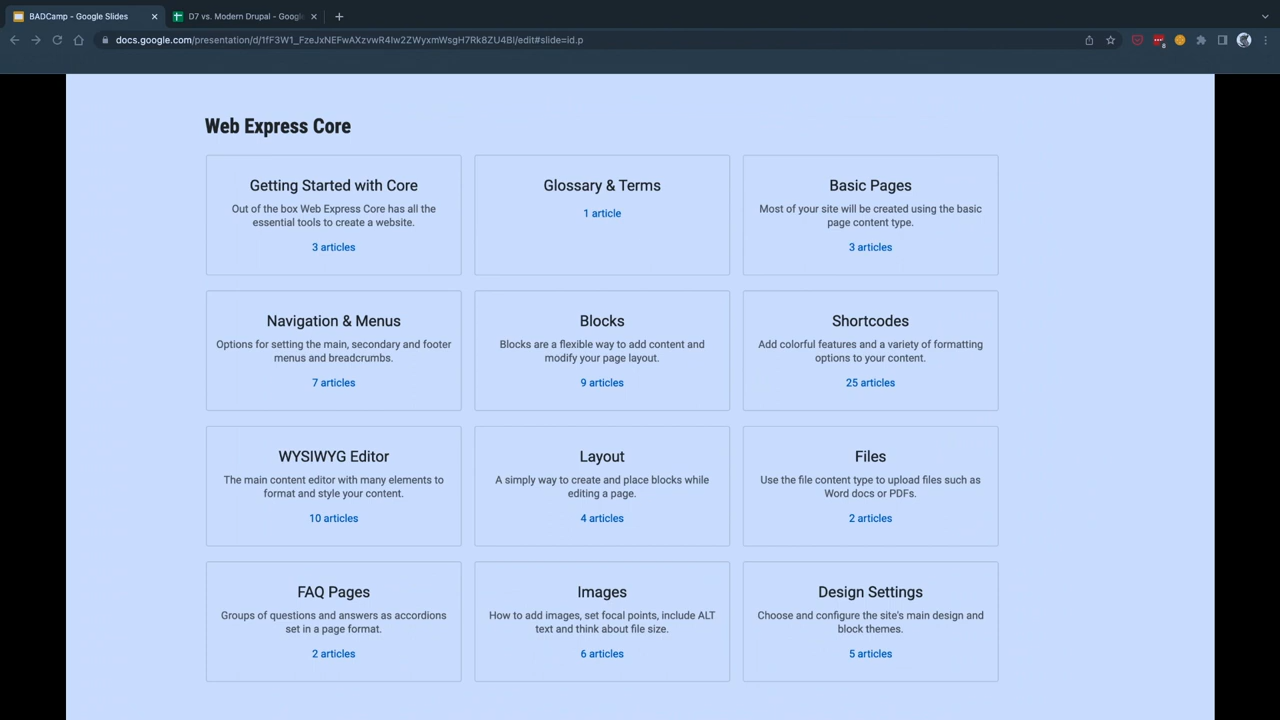 BADCamp - Google Slides
D7 vs. Modern Drupal - Google
docs.google.com/presentation/d/1fF3W1_FzeJxNEFwAXzvwR4Iw2ZWyxmWsgH7Rk8ZU4BI/edit#slide=id.p
8
Web Express Core
Getting Started with Core
Out of the box Web Express Core has all the
essential tools to create a website.
3 articles
Glossary & Terms
1 article
Basic Pages
Most of your site will be created using the basic
page content type.
3 articles
Navigation & Menus
Options for setting the main, secondary and footer
menus and breadcrumbs.
7 articles
Blocks
Blocks are a flexible way to add content and
modify your page layout.
9 articles
Shortcodes
Add colorful features and a variety of formatting
options to your content.
25 articles
WYSIWYG Editor
The main content editor with many elements to
format and style your content.
10 articles
Layout
A simply way to create and place blocks while
editing a page.
4 articles
Files
Use the file content type to upload files such as
Word docs or PDFs.
2 articles
FAQ Pages
Groups of questions and answers as accordions
set in a page format.
2 articles
Images
How to add images, set focal points, include ALT
text and think about file size.
6 articles
Design Settings
Choose and configure the site's main design and
block themes.
5 articles